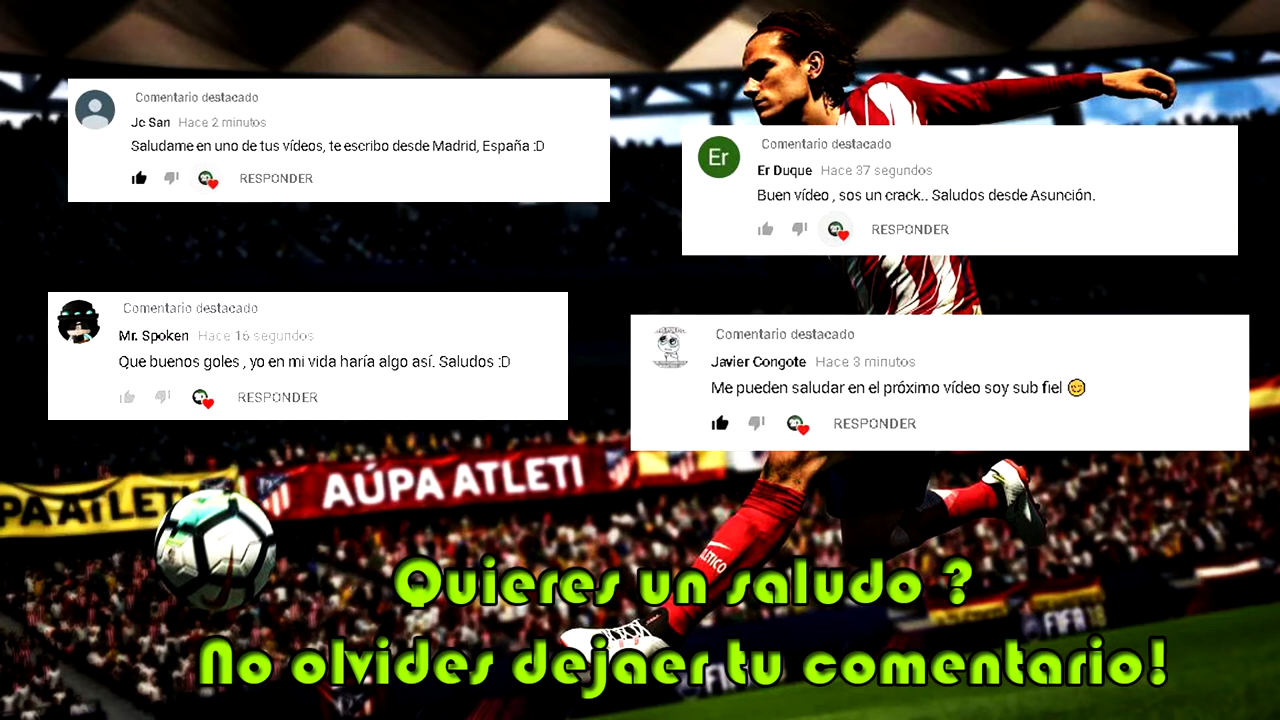 Comentario destacado
Jc San Hace 2 minutos
Saludame en uno de tus vídeos, te escribo desde Madrid, España :D
RESPONDER
Er
Comentario destacado
Er Duque Hace 37 segundos
Buen vídeo , sos un crack.. Saludos desde Asunción.
RESPONDER
Comentario destacado
Mr. Spoken Hace 16 segundos
Que buenos goles , yo en mi vida haría algo así. Saludos :D
RESPONDER
Comentario destacado
Javier Congote Hace 3 minutos
Me pueden saludar en el próximo vídeo soy sub fiel 😊
RESPONDER
PA ATLETI
AÚPA ATLETI
Quieres un saludo ?
No olvides dejaer tu comentario!